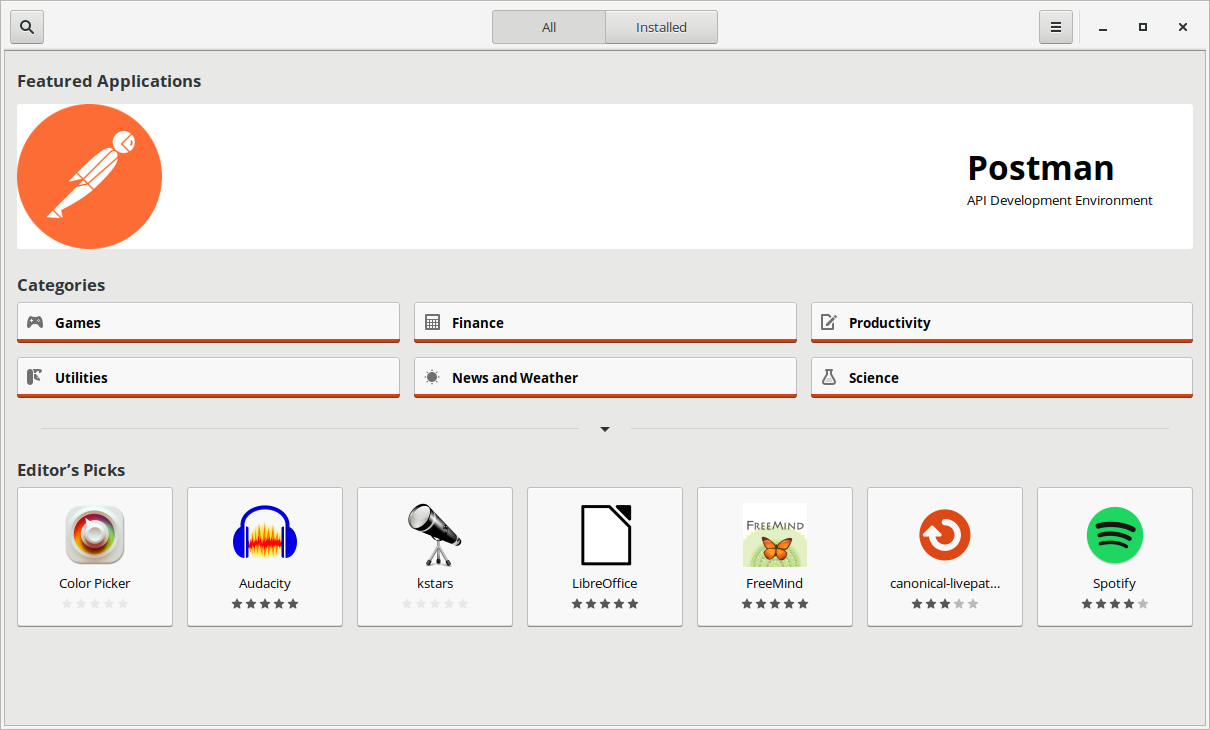 All
Installed
Featured Applications
Postman
API Development Environment
Categories
Games
Finance
Productivity
Utilities
News and Weather
Science
Editor’s Picks
FREEMIND
Color Picker
Audacity
kstars
LibreOffice
FreeMind
canonical-livepat...
Spotify